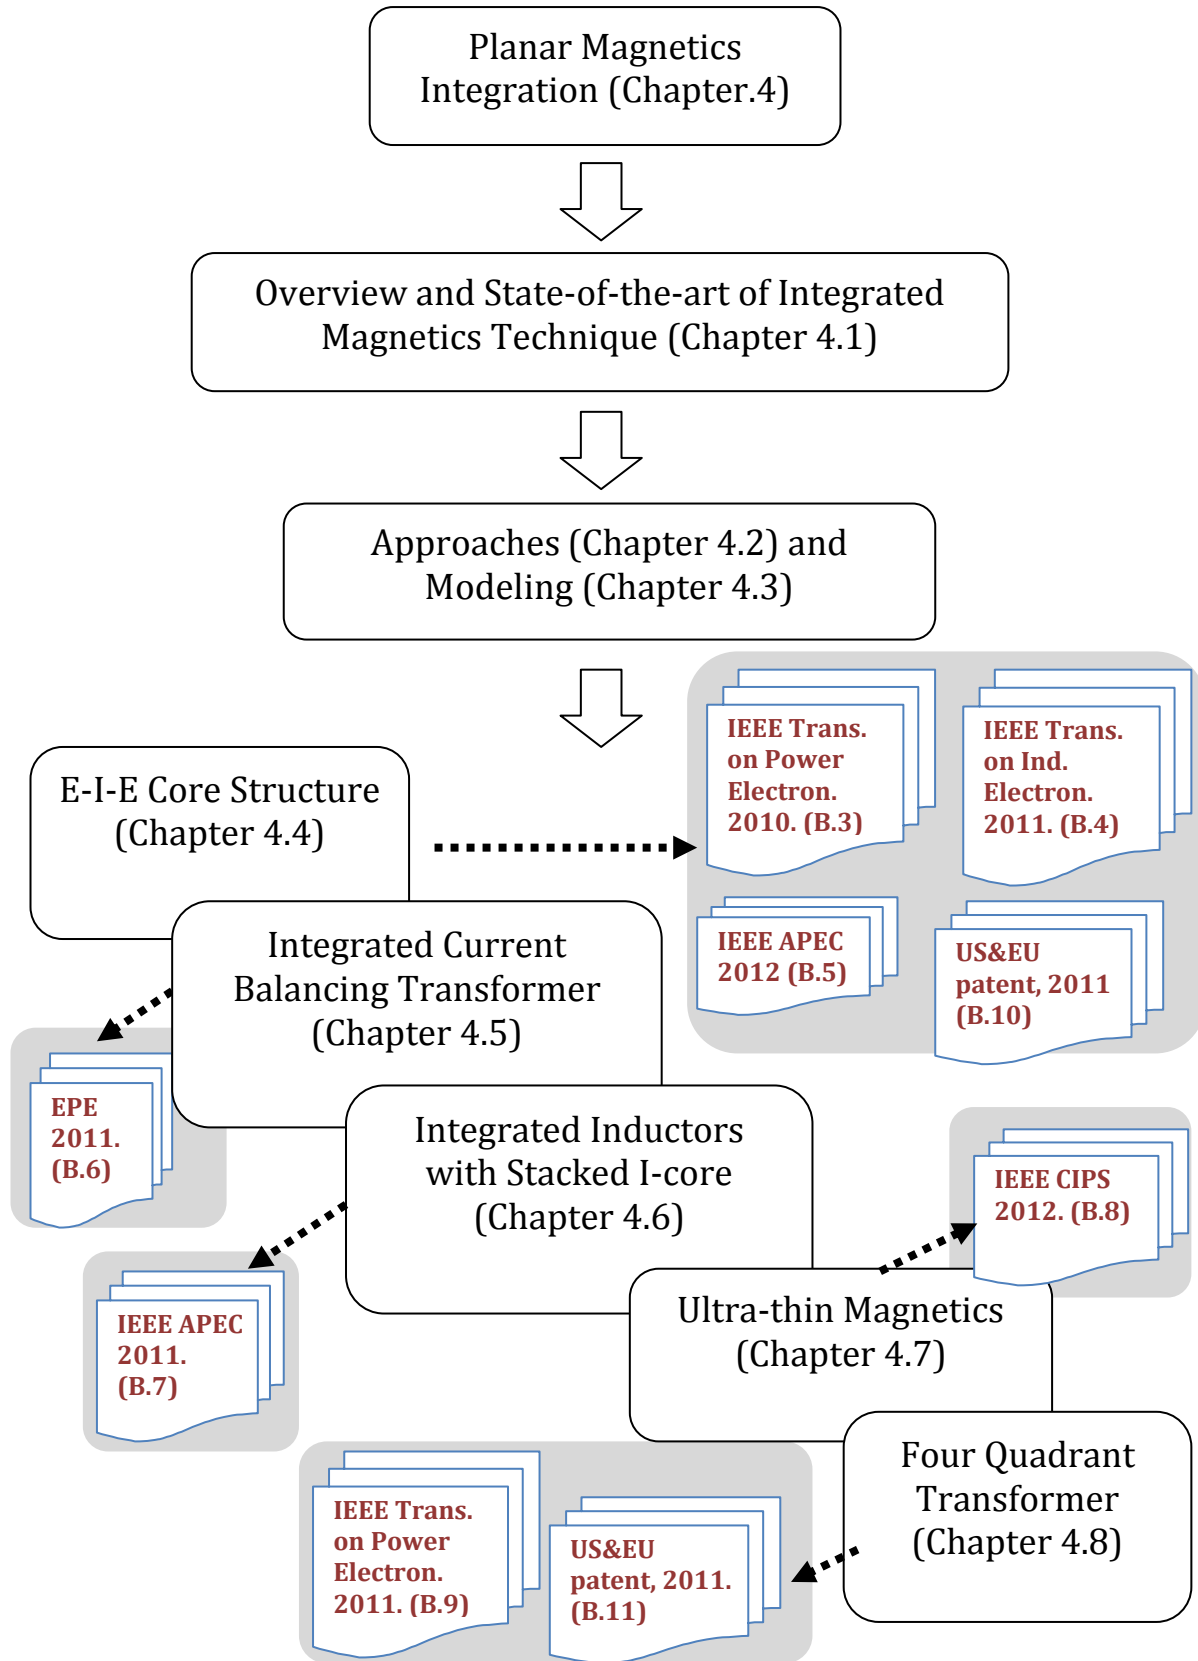 Planar Magnetics
Integration (Chapter.4)
Overview and State-of-the-art of Integrated
Magnetics Technique (Chapter 4.1)
Approaches (Chapter 4.2) and
Modeling (Chapter 4.3)
E-I-E Core Structure
(Chapter 4.4)
IEEE Trans.
on Power
Electron.
2010. (B.3)
IEEE Trans.
on Ind.
Electron.
2011. (B.4)
IEEE APEC
2012 (B.5)
US&EU
patent, 2011
(B.10)
Integrated Current
Balancing Transformer
(Chapter 4.5)
EPE
2011.
(B.6)
Integrated Inductors
with Stacked I-core
(Chapter 4.6)
IEEE APEC
2011.
(B.7)
Ultra-thin Magnetics
(Chapter 4.7)
IEEE CIPS
2012. (B.8)
Four Quadrant
Transformer
(Chapter 4.8)
IEEE Trans.
on Power
Electron.
2011. (B.9)
US&EU
patent, 2011.
(B.11)